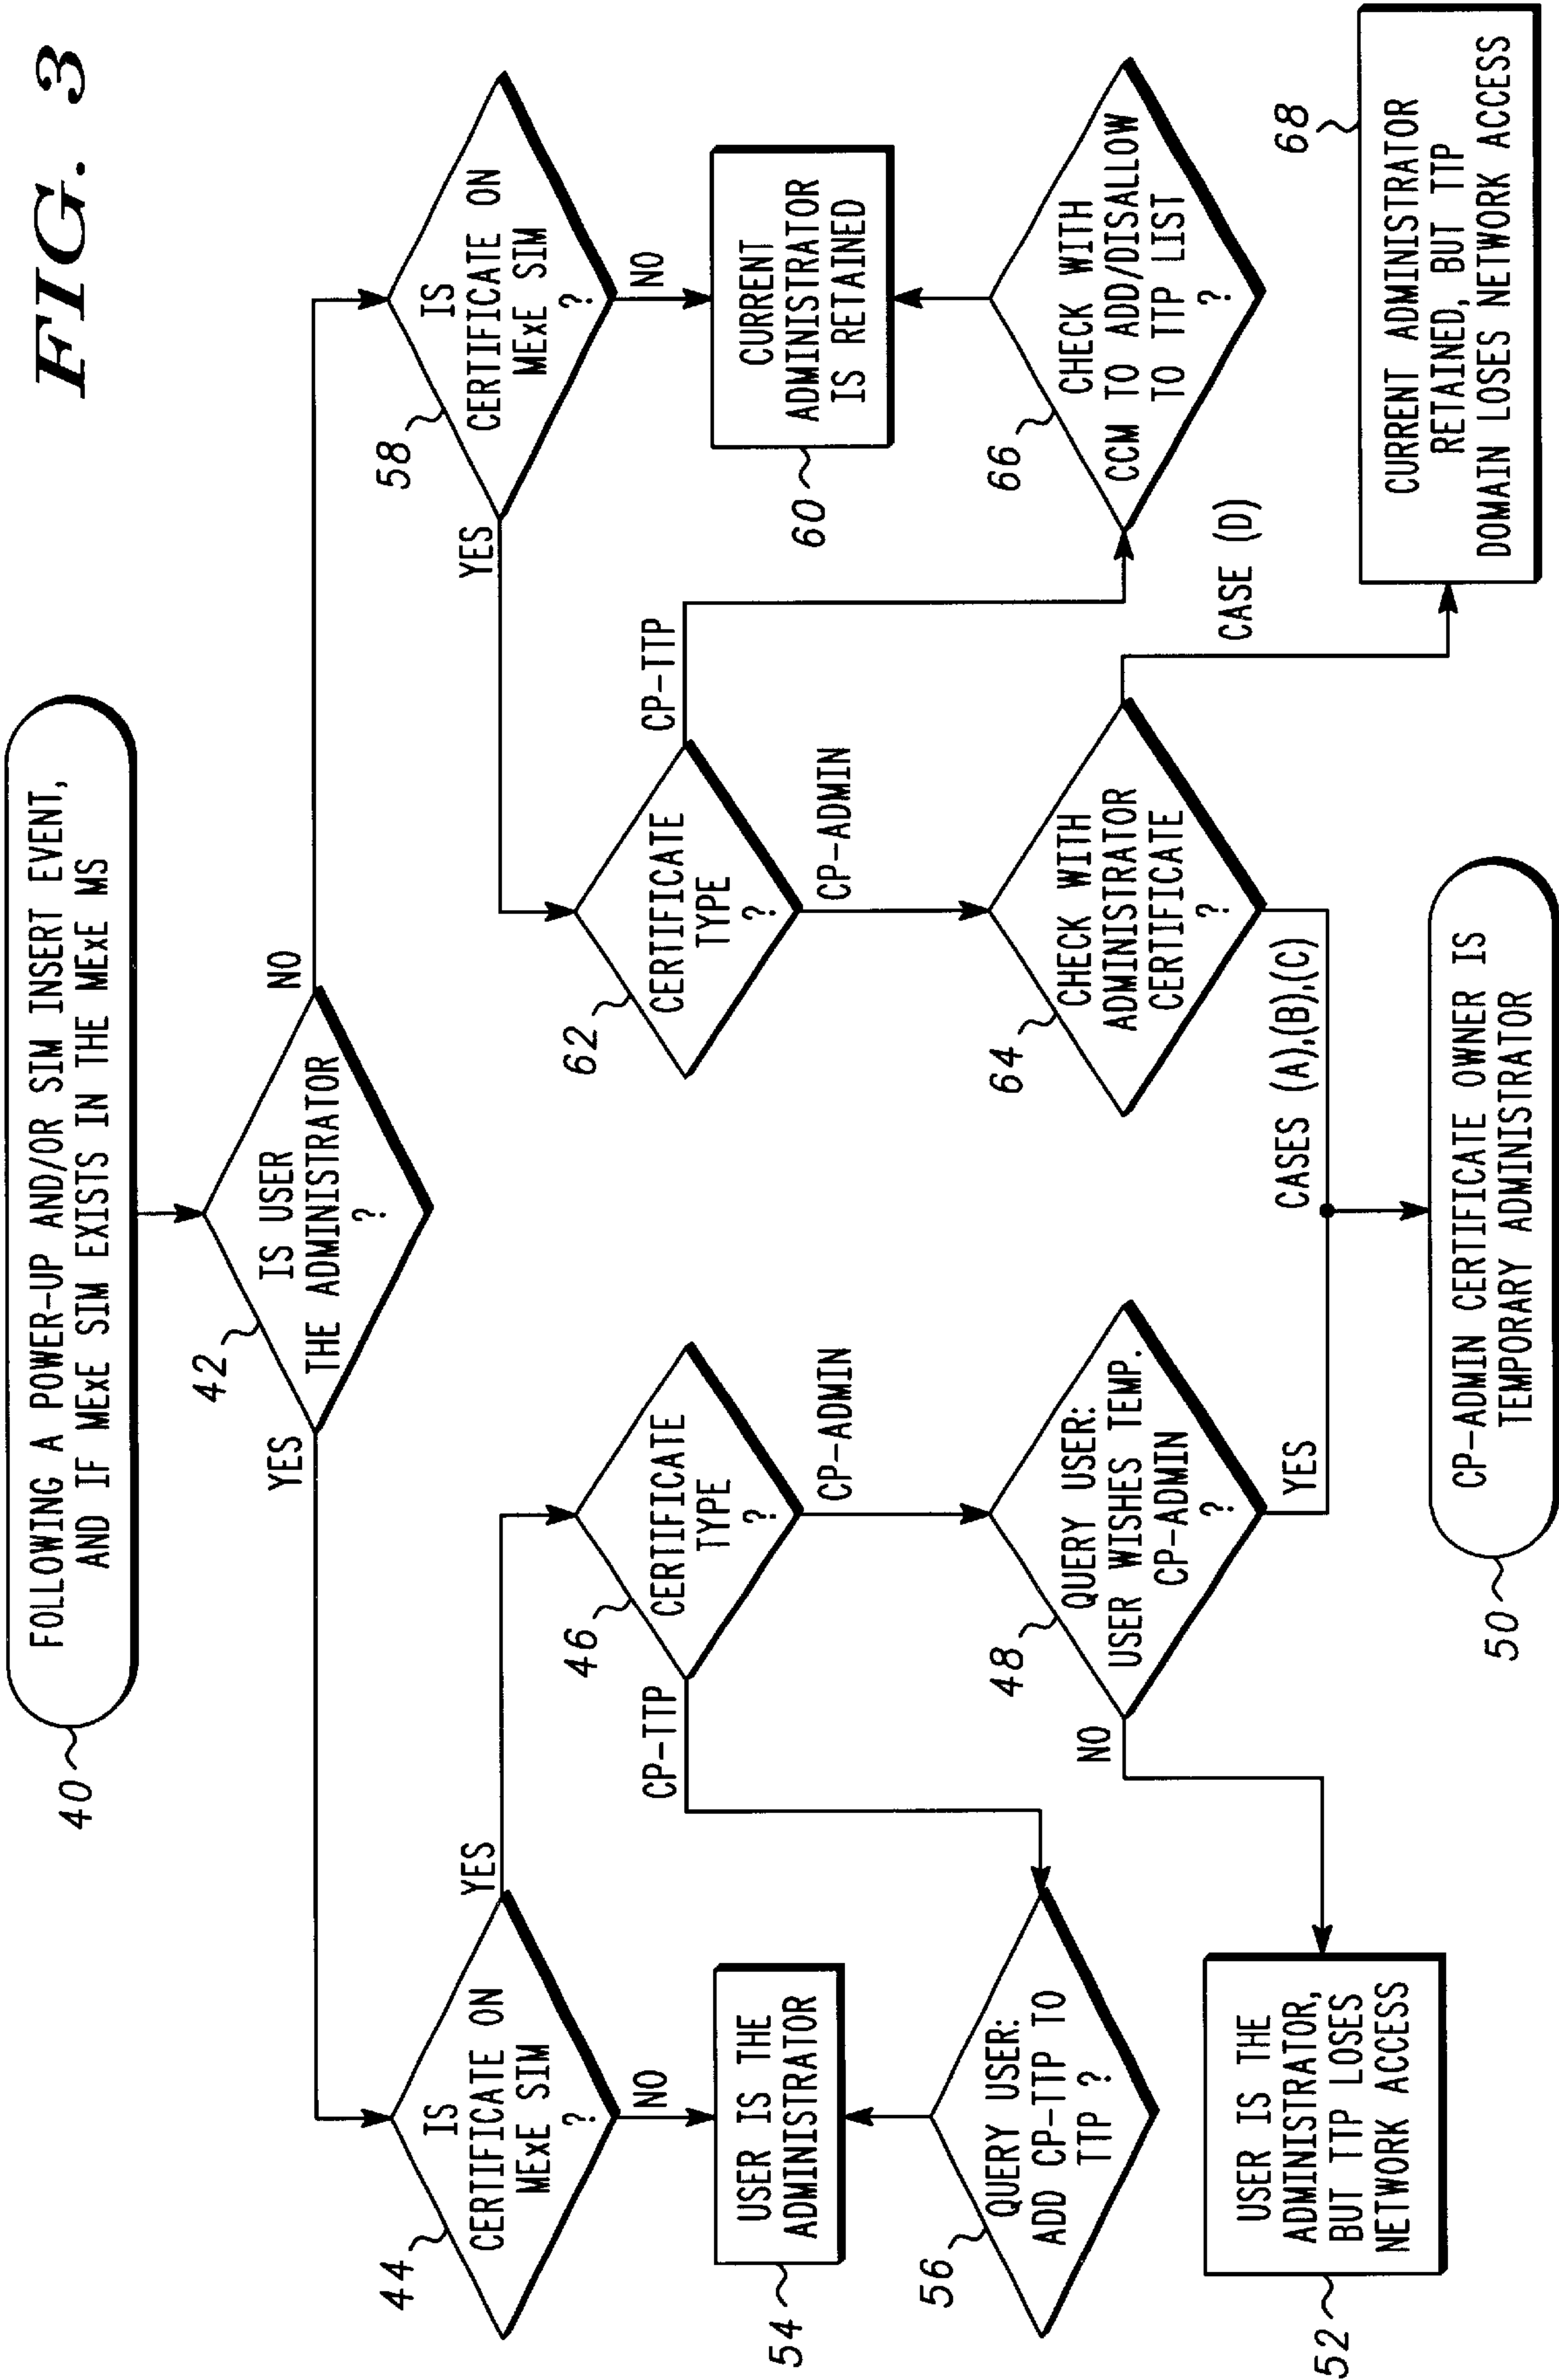 FIG. 3
FOLLOWING A POWER-UP AND/OR SIM INSERT EVENT,
AND IF MEXE SIM EXISTS IN THE MEXE MS
40
IS USER
THE ADMINISTRATOR
?
42
YES
NO
IS
CERTIFICATE ON
MEXE SIM
?
44
YES
NO
CERTIFICATE
TYPE
?
46
CP-TTP
CP-ADMIN
USER IS THE
ADMINISTRATOR
54
QUERY USER:
ADD CP-TTP TO
TTP ?
56
QUERY USER:
USER WISHES TEMP.
CP-ADMIN
?
48
NO
YES
USER IS THE
ADMINISTRATOR,
BUT TTP LOSES
NETWORK ACCESS
52
CP-ADMIN CERTIFICATE OWNER IS
TEMPORARY ADMINISTRATOR
50
IS
CERTIFICATE ON
MEXE SIM
?
58
YES
NO
CERTIFICATE
TYPE
?
62
CP-TTP
CP-ADMIN
CURRENT
ADMINISTRATOR
IS RETAINED
60
CHECK WITH
ADMINISTRATOR
CERTIFICATE
?
64
CASES (A),(B),(C)
CASE (D)
CHECK WITH
CCM TO ADD/DISALLOW
TO TTP LIST
?
66
CURRENT ADMINISTRATOR
RETAINED, BUT TTP
DOMAIN LOSES NETWORK ACCESS
68